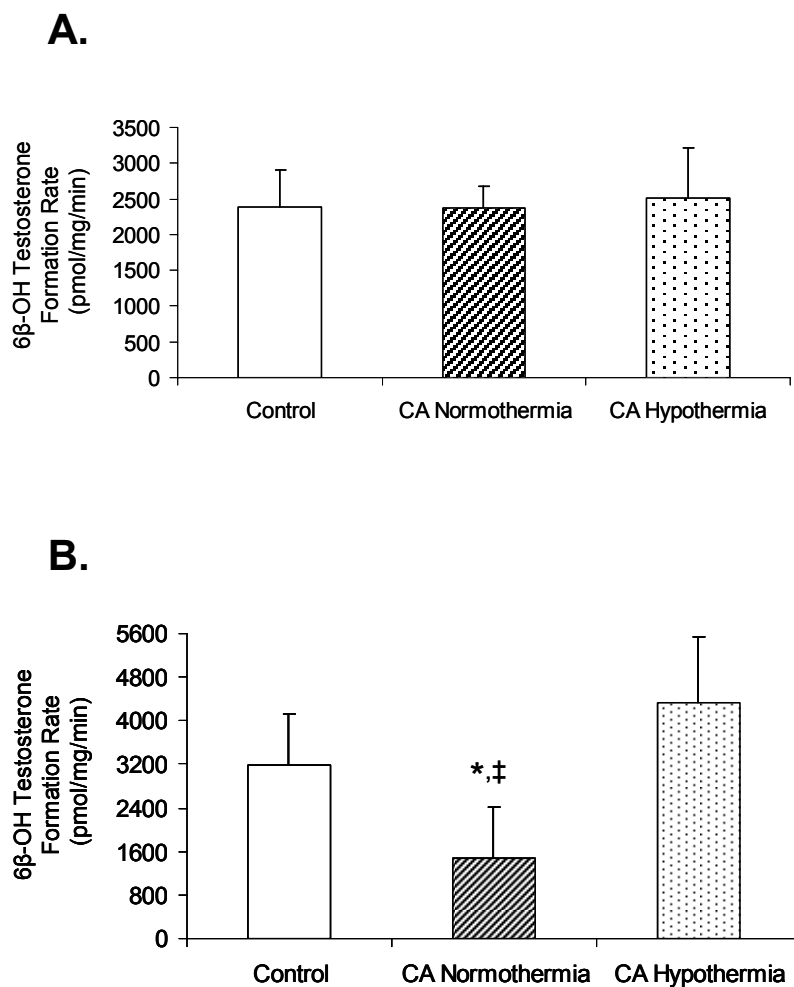 A.
6β-OH Testosterone
Formation Rate
(pmol/mg/min)
3500
3000
2500
2000
1500
1000
500
0
Control CA Normothermia CA Hypothermia
B.
6β-OH Testosterone
Formation Rate
(pmol/mg/min)
5600
4800
4000
3200
2400
1600
800
0
*,‡
Control CA Normothermia CA Hypothermia